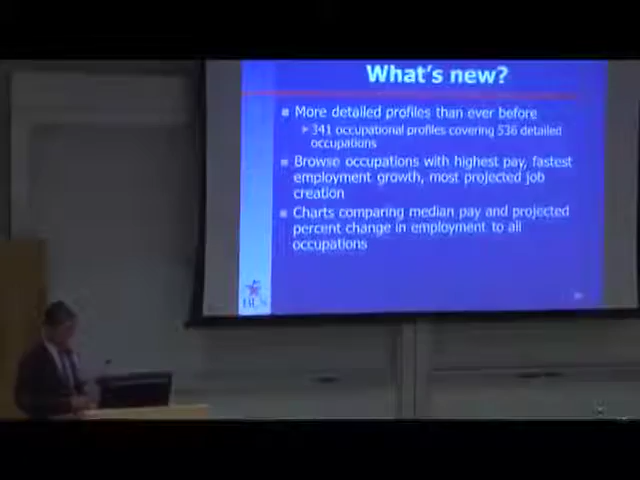 What's new?
More detailed profiles than ever before
341 occupational profiles covering 536 detailed
occupations
Browse occupations with highest pay, fastest
employment growth, most projected job
creation
Charts comparing median pay and projected
percent change in employment to all
occupations
BLS